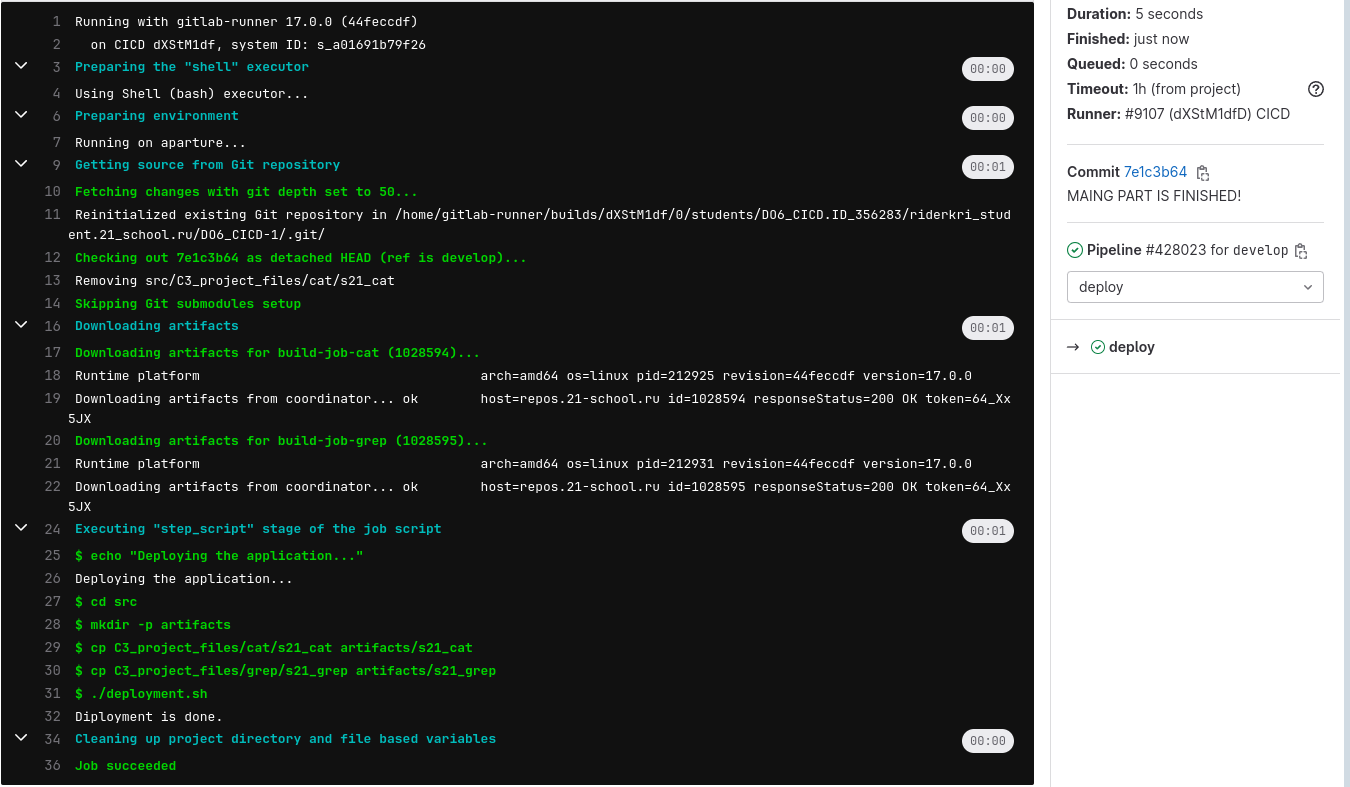 1 Running with gitlab-runner 17.0.0 (44feccdf)
2 on CICD dXStM1df, system ID: s_a01691b79f26
3 Preparing the "shell" executor 00:00
4 Using Shell (bash) executor...
6 Preparing environment 00:00
7 Running on aparture...
9 Getting source from Git repository 00:01
10 Fetching changes with git depth set to 50...
11 Reinitialized existing Git repository in /home/gitlab-runner/builds/dXStM1df/0/students/DO6_CICD.ID_356283/riderkri_stud
ent.21_school.ru/DO6_CICD-1/.git/
12 Checking out 7e1c3b64 as detached HEAD (ref is develop)...
13 Removing src/C3_project_files/cat/s21_cat
14 Skipping Git submodules setup
16 Downloading artifacts 00:01
17 Downloading artifacts for build-job-cat (1028594)...
18 Runtime platform arch=amd64 os=linux pid=212925 revision=44feccdf version=17.0.0
19 Downloading artifacts from coordinator... ok host=repos.21-school.ru id=1028594 responseStatus=200 OK token=64_Xx
5JX
20 Downloading artifacts for build-job-grep (1028595)...
21 Runtime platform arch=amd64 os=linux pid=212931 revision=44feccdf version=17.0.0
22 Downloading artifacts from coordinator... ok host=repos.21-school.ru id=1028595 responseStatus=200 OK token=64_Xx
5JX
24 Executing "step_script" stage of the job script 00:01
25 $ echo "Deploying the application..."
26 Deploying the application...
27 $ cd src
28 $ mkdir -p artifacts
29 $ cp C3_project_files/cat/s21_cat artifacts/s21_cat
30 $ cp C3_project_files/grep/s21_grep artifacts/s21_grep
31 $ ./deployment.sh
32 Diployment is done.
34 Cleaning up project directory and file based variables 00:00
36 Job succeeded
Duration: 5 seconds
Finished: just now
Queued: 0 seconds
Timeout: 1h (from project)
Runner: #9107 (dXStM1dfD) CICD
Commit 7e1c3b64
MAING PART IS FINISHED!
Pipeline #428023 for develop
deploy
→ deploy